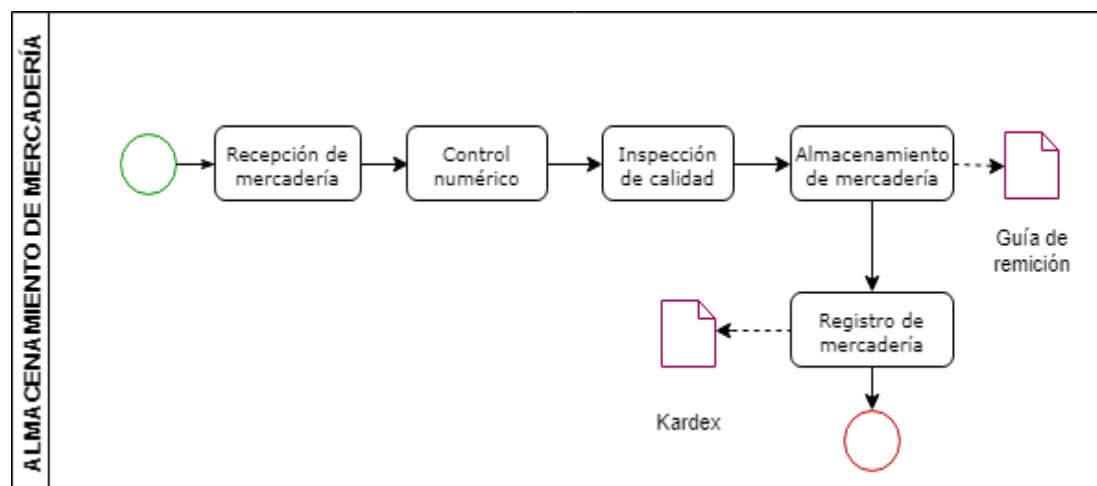 ALMACENAMIENTO DE MERCADERÍA
Recepción de
mercadería
Control
numérico
Inspección
de calidad
Almacenamiento
de mercadería
Guía de
remición
Registro de
mercadería
Kardex